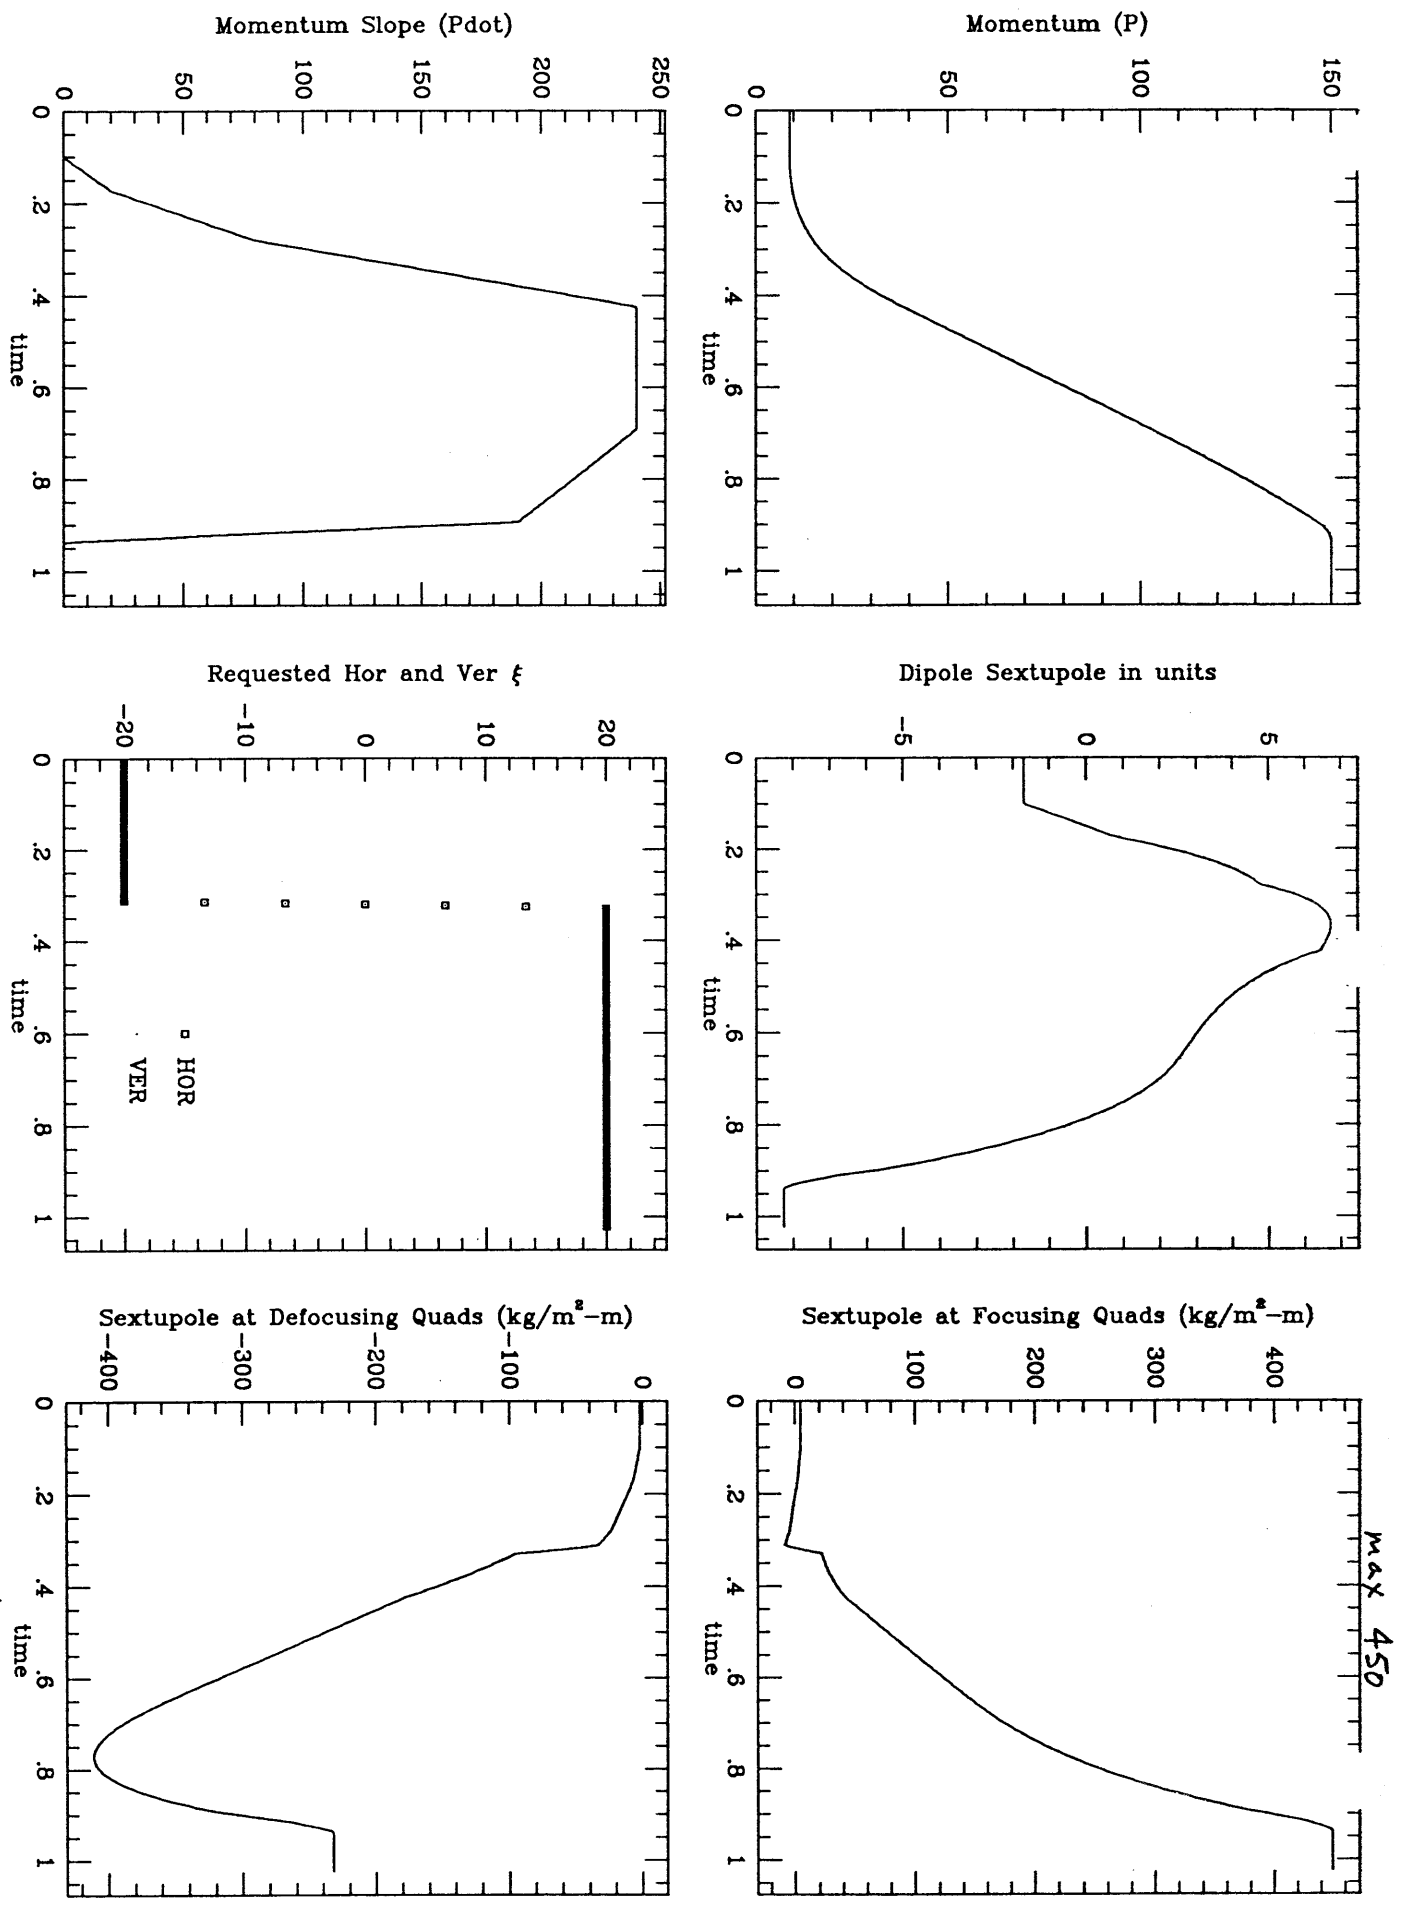 max 450
Momentum (P)
150
100
50
0
0 .2 .4 .6 .8 1
time
Dipole Sextupole in units
5
0
-5
0 .2 .4 .6 .8 1
time
Sextupole at Focusing Quads (kg/m²-m)
400
300
200
100
0
0 .2 .4 .6 .8 1
time
Momentum Slope (Pdot)
250
200
150
100
50
0
0 .2 .4 .6 .8 1
time
Requested Hor and Ver ξ
20
10
0
-10
-20
HOR
VER
0 .2 .4 .6 .8 1
time
Sextupole at Defocusing Quads (kg/m²-m)
0
-100
-200
-300
-400
0 .2 .4 .6 .8 1
time